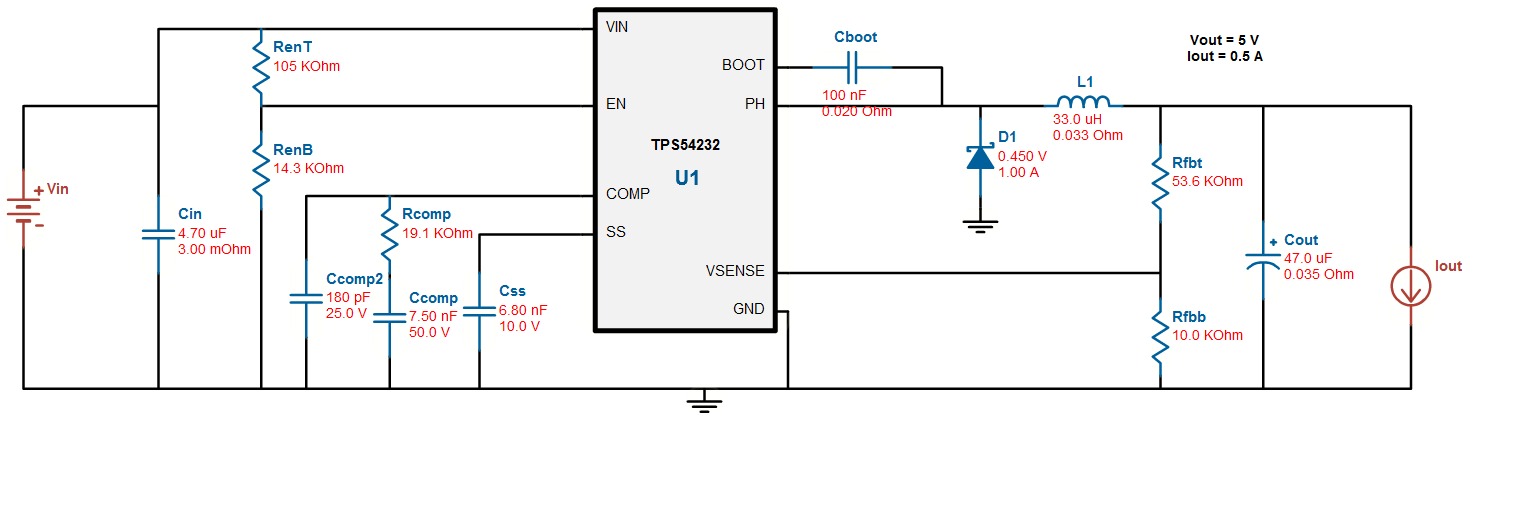 Vin
+
-
Cin
4.70 uF
3.00 mOhm
RenT
105 KOhm
RenB
14.3 KOhm
Ccomp2
180 pF
25.0 V
Rcomp
19.1 KOhm
Ccomp
7.50 nF
50.0 V
Css
6.80 nF
10.0 V
VIN
EN
COMP
SS
BOOT
PH
VSENSE
GND
TPS54232
U1
Cboot
100 nF
0.020 Ohm
D1
0.450 V
1.00 A
L1
33.0 uH
0.033 Ohm
Vout = 5 V
Iout = 0.5 A
Rfbt
53.6 KOhm
Rfbb
10.0 KOhm
+
Cout
47.0 uF
0.035 Ohm
Iout